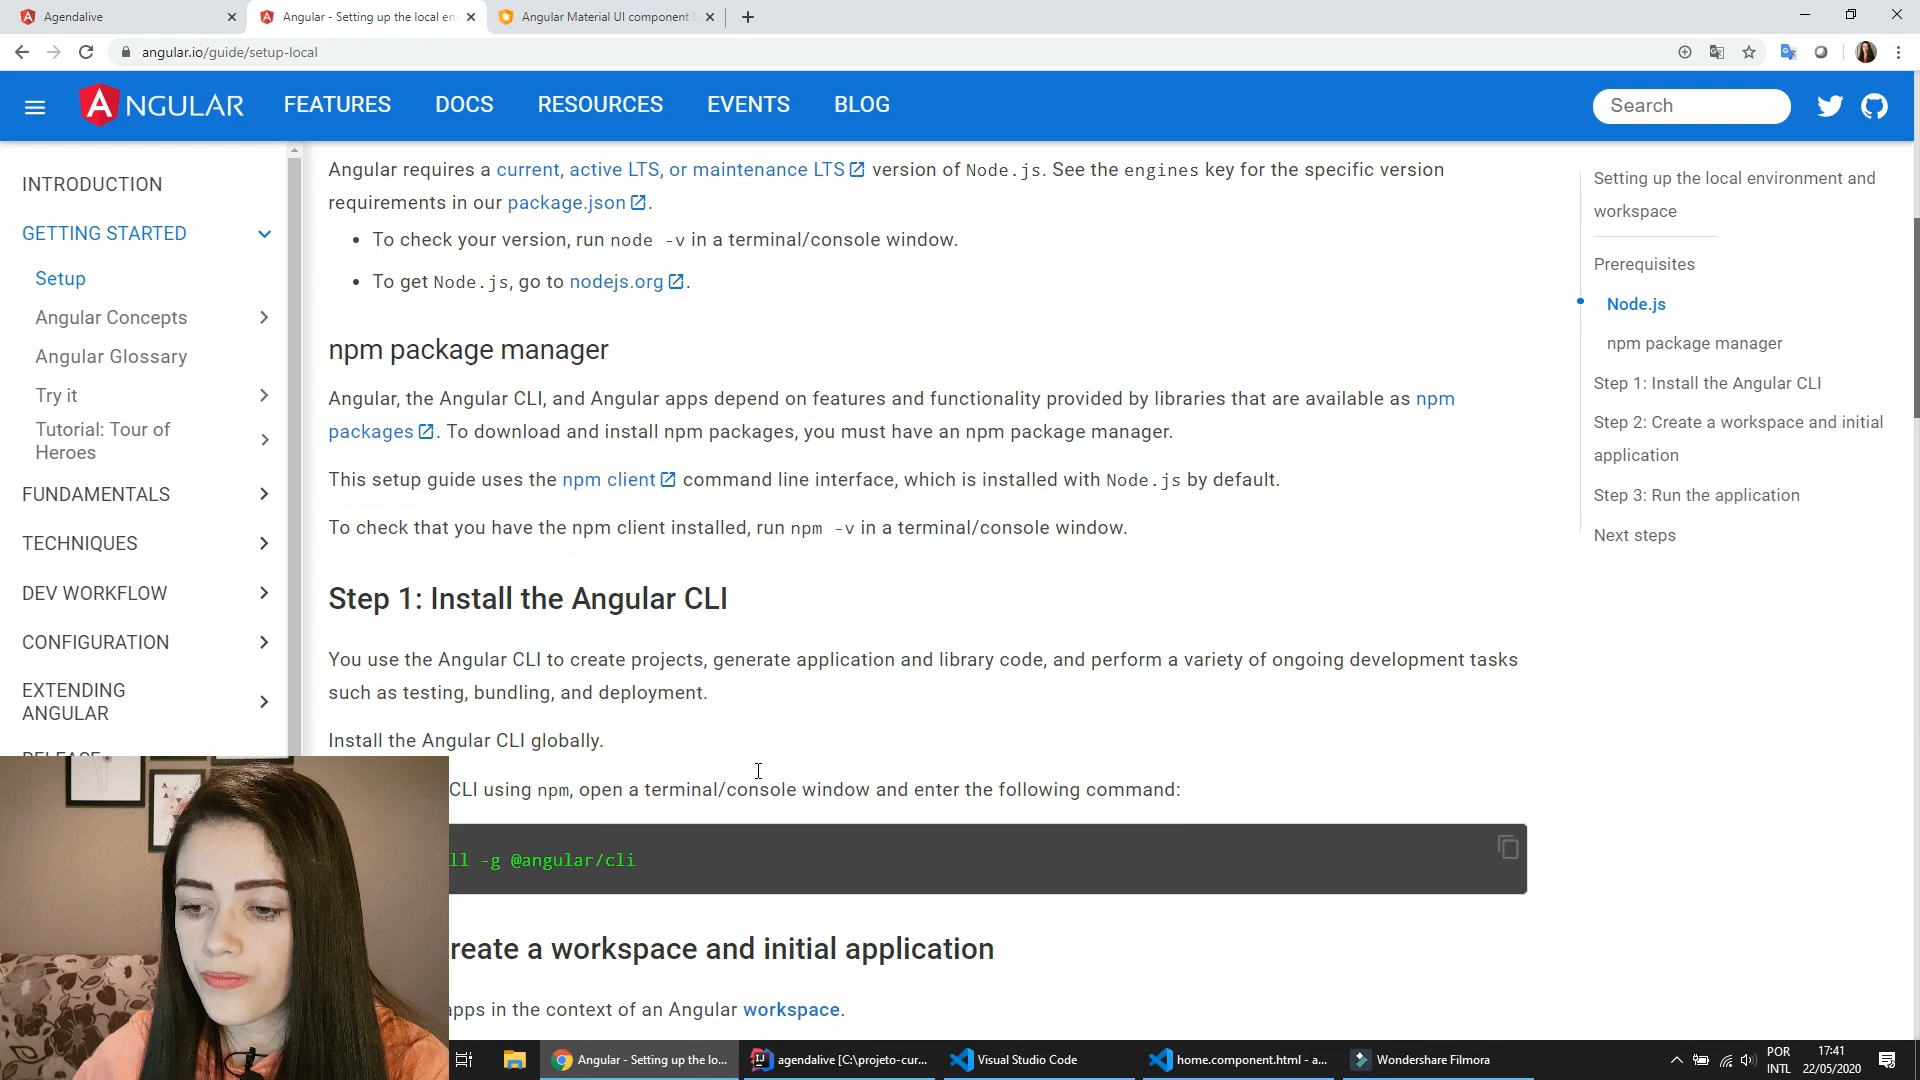 Agendalive
Angular - Setting up the local en
Angular Material UI component
angular.io/guide/setup-local
ANGULAR
FEATURES
DOCS
RESOURCES
EVENTS
BLOG
Search
INTRODUCTION
GETTING STARTED
Setup
Angular Concepts
Angular Glossary
Try it
Tutorial: Tour of
Heroes
FUNDAMENTALS
TECHNIQUES
DEV WORKFLOW
CONFIGURATION
EXTENDING
ANGULAR
Angular requires a current, active LTS, or maintenance LTS version of Node.js. See the engines key for the specific version
requirements in our package.json.
• To check your version, run node -v in a terminal/console window.
• To get Node.js, go to nodejs.org.
npm package manager
Angular, the Angular CLI, and Angular apps depend on features and functionality provided by libraries that are available as npm
packages. To download and install npm packages, you must have an npm package manager.
This setup guide uses the npm client command line interface, which is installed with Node.js by default.
To check that you have the npm client installed, run npm -v in a terminal/console window.
Step 1: Install the Angular CLI
You use the Angular CLI to create projects, generate application and library code, and perform a variety of ongoing development tasks
such as testing, bundling, and deployment.
Install the Angular CLI globally.
CLI using npm, open a terminal/console window and enter the following command:
ll -g @angular/cli
reate a workspace and initial application
apps in the context of an Angular workspace.
Setting up the local environment and
workspace
Prerequisites
Node.js
npm package manager
Step 1: Install the Angular CLI
Step 2: Create a workspace and initial
application
Step 3: Run the application
Next steps
Angular - Setting up the lo...
agendalive [C:\projeto-cur...
Visual Studio Code
home.component.html - a...
Wondershare Filmora
POR
INTL
17:41
22/05/2020